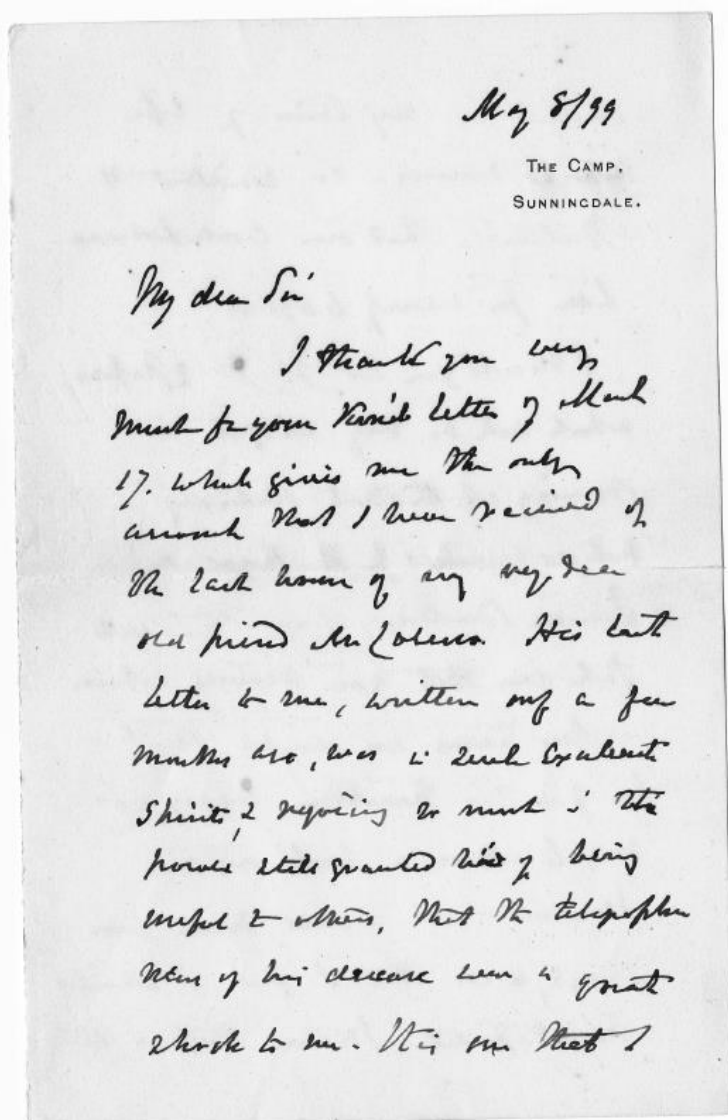 May 8/99
THE CAMP,
SUNNINGDALE.
My dear Sir
I thank you very
much for your kind letter of March
17. which gives me the only
account that I have received of
the last hours of my very dear
old friend Mr
His last
letter to me, written only a few
months ago, was in such excellent
spirits, & rejoicing so much in the
power still granted him of being
useful to others, that the
news of his decease was a great
shock to me. It is one that I